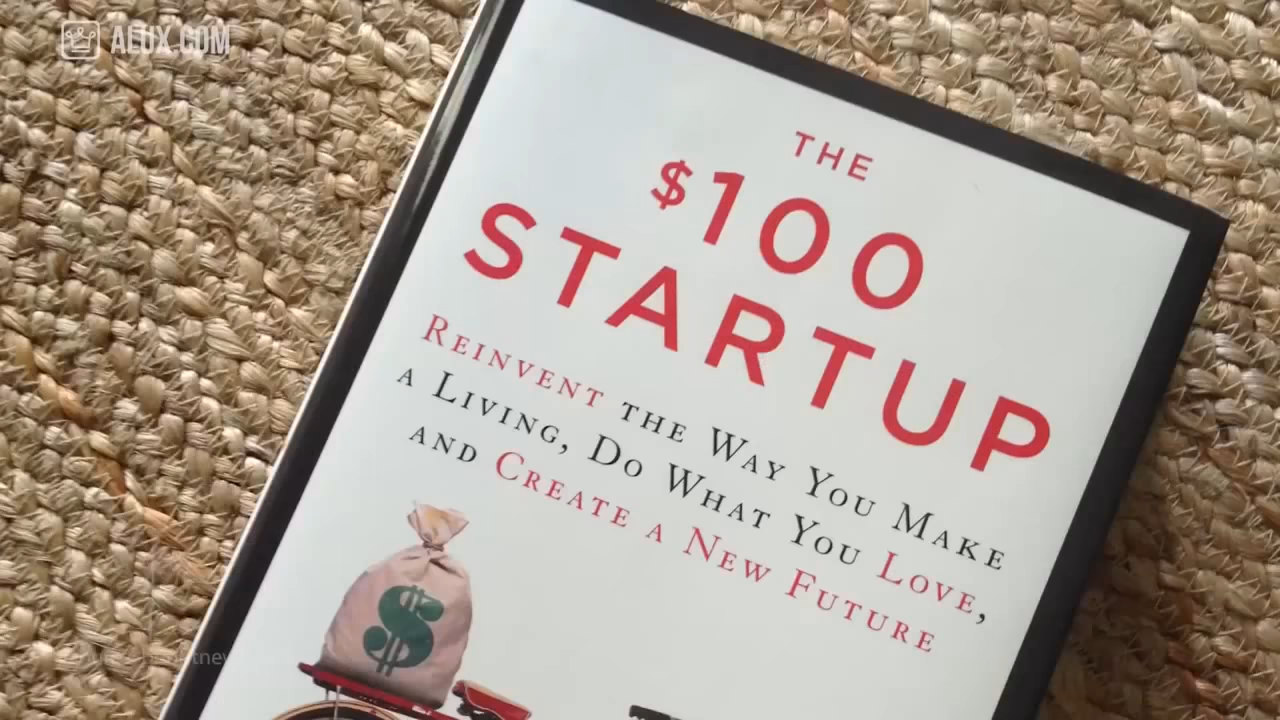 ALUX.COM
THE
$100
STARTUP
REINVENT THE WAY YOU MAKE
A LIVING, DO WHAT YOU LOVE,
AND CREATE A NEW FUTURE
$